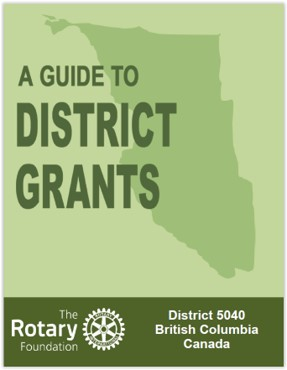 A GUIDE TO
DISTRICT
GRANTS
The
Rotary
Foundation
District 5040
British Columbia
Canada